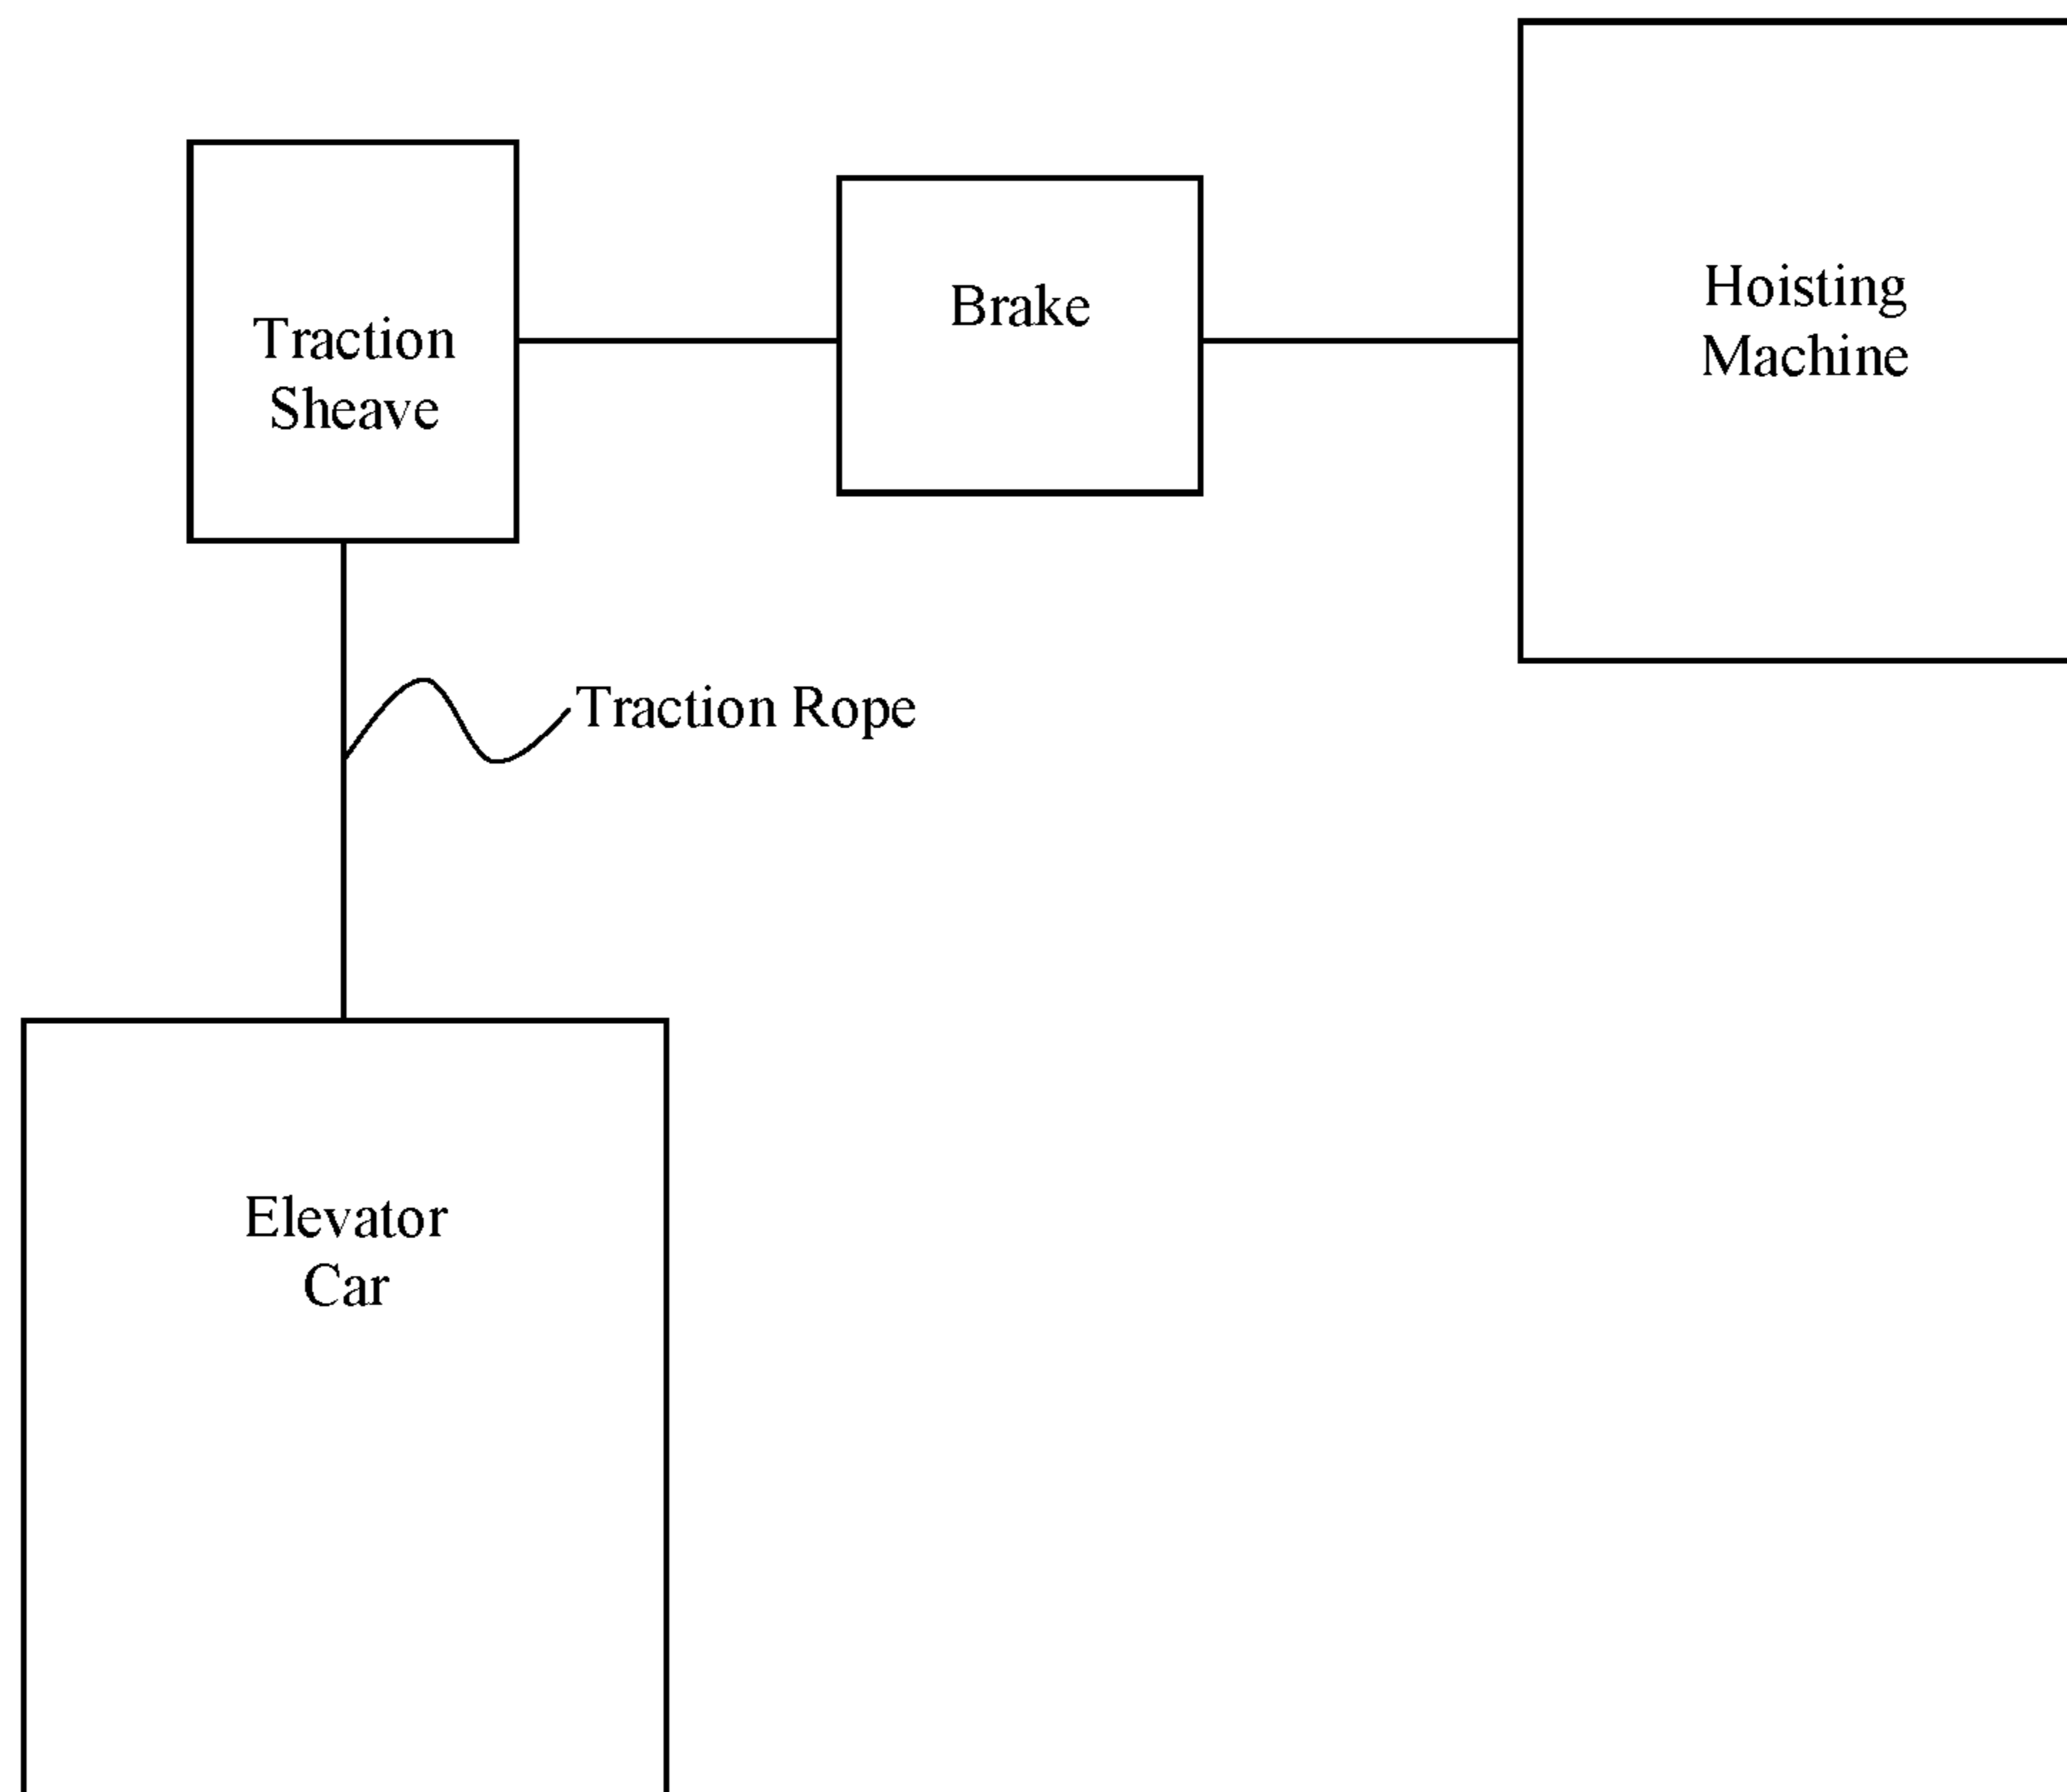 Hoisting
Machine
Brake
Traction
Sheave
Traction Rope
Elevator
Car